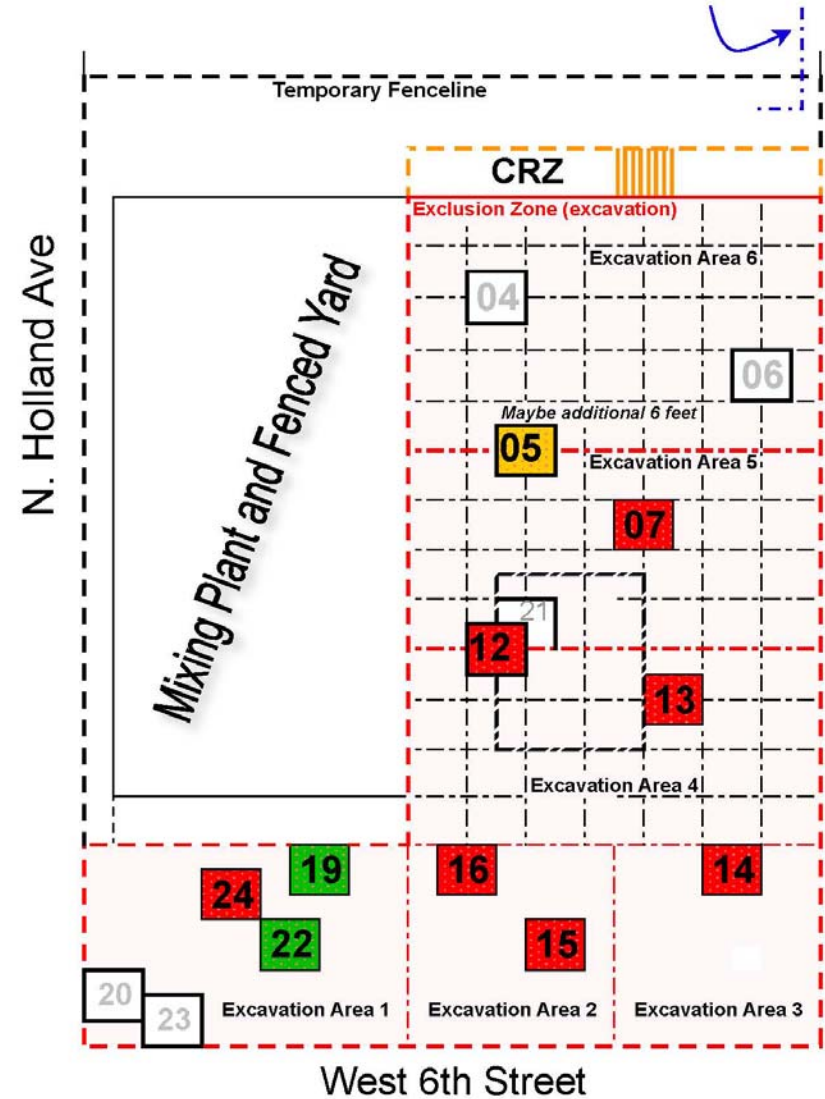 Temporary Fenceline
CRZ
Exclusion Zone (excavation)
N. Holland Ave
Mixing Plant and Fenced Yard
Excavation Area 6
04
06
Maybe additional 6 feet
05
Excavation Area 5
07
21
12
13
Excavation Area 4
19
16
14
24
22
15
20
23
Excavation Area 1
Excavation Area 2
Excavation Area 3
West 6th Street